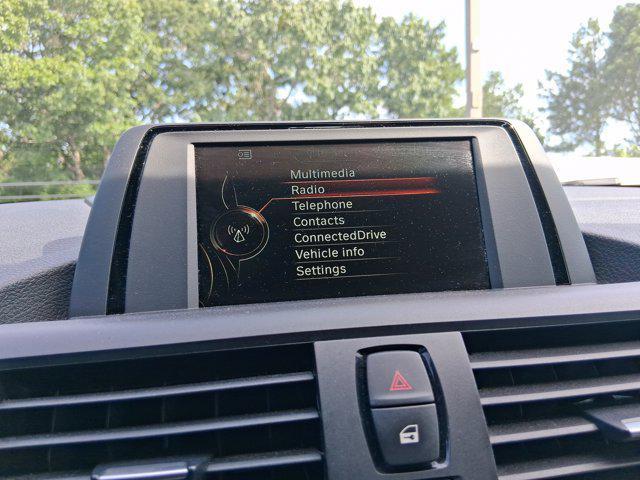 Multimedia
Radio
Telephone
Contacts
ConnectedDrive
Vehicle info
Settings